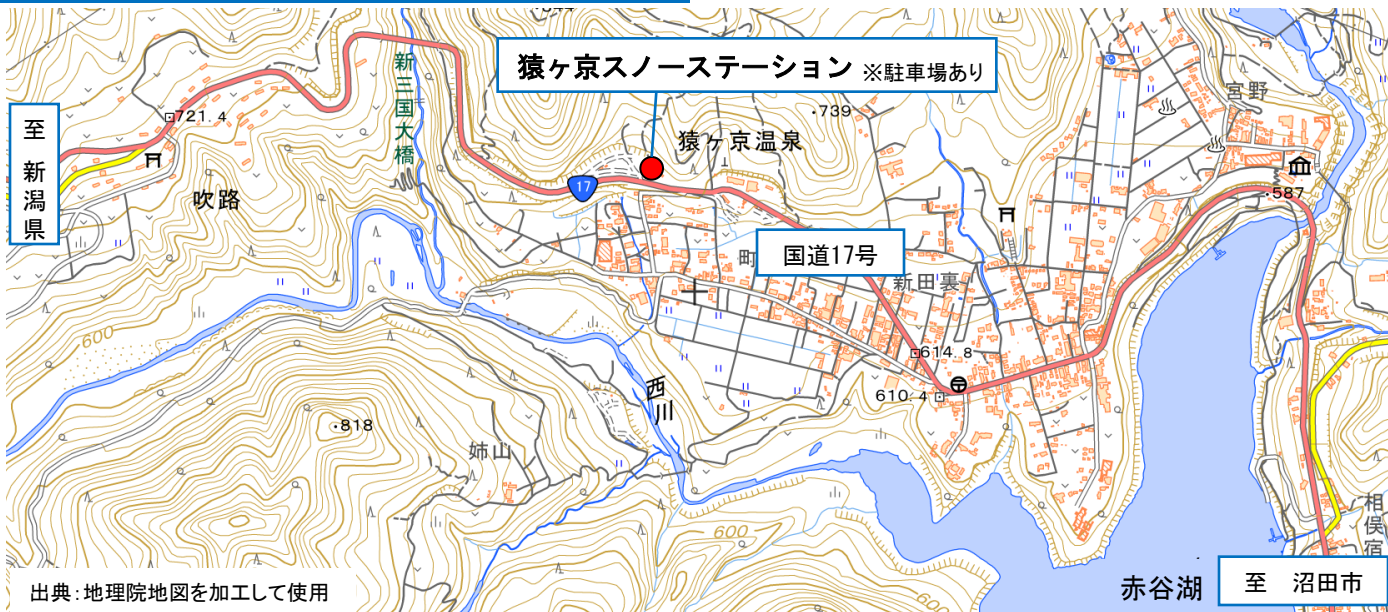 猿ヶ京スノーステーション ※駐車場あり
新三国大橋
至 新潟県
721.4
739
宮野
猿ヶ京温泉
17
587
吹路
町
国道17号
新田裏
600
614.8
610.4
西川
818
姉山
600
相俣宿
赤谷湖
至 沼田市
600
出典:地理院地図を加工して使用